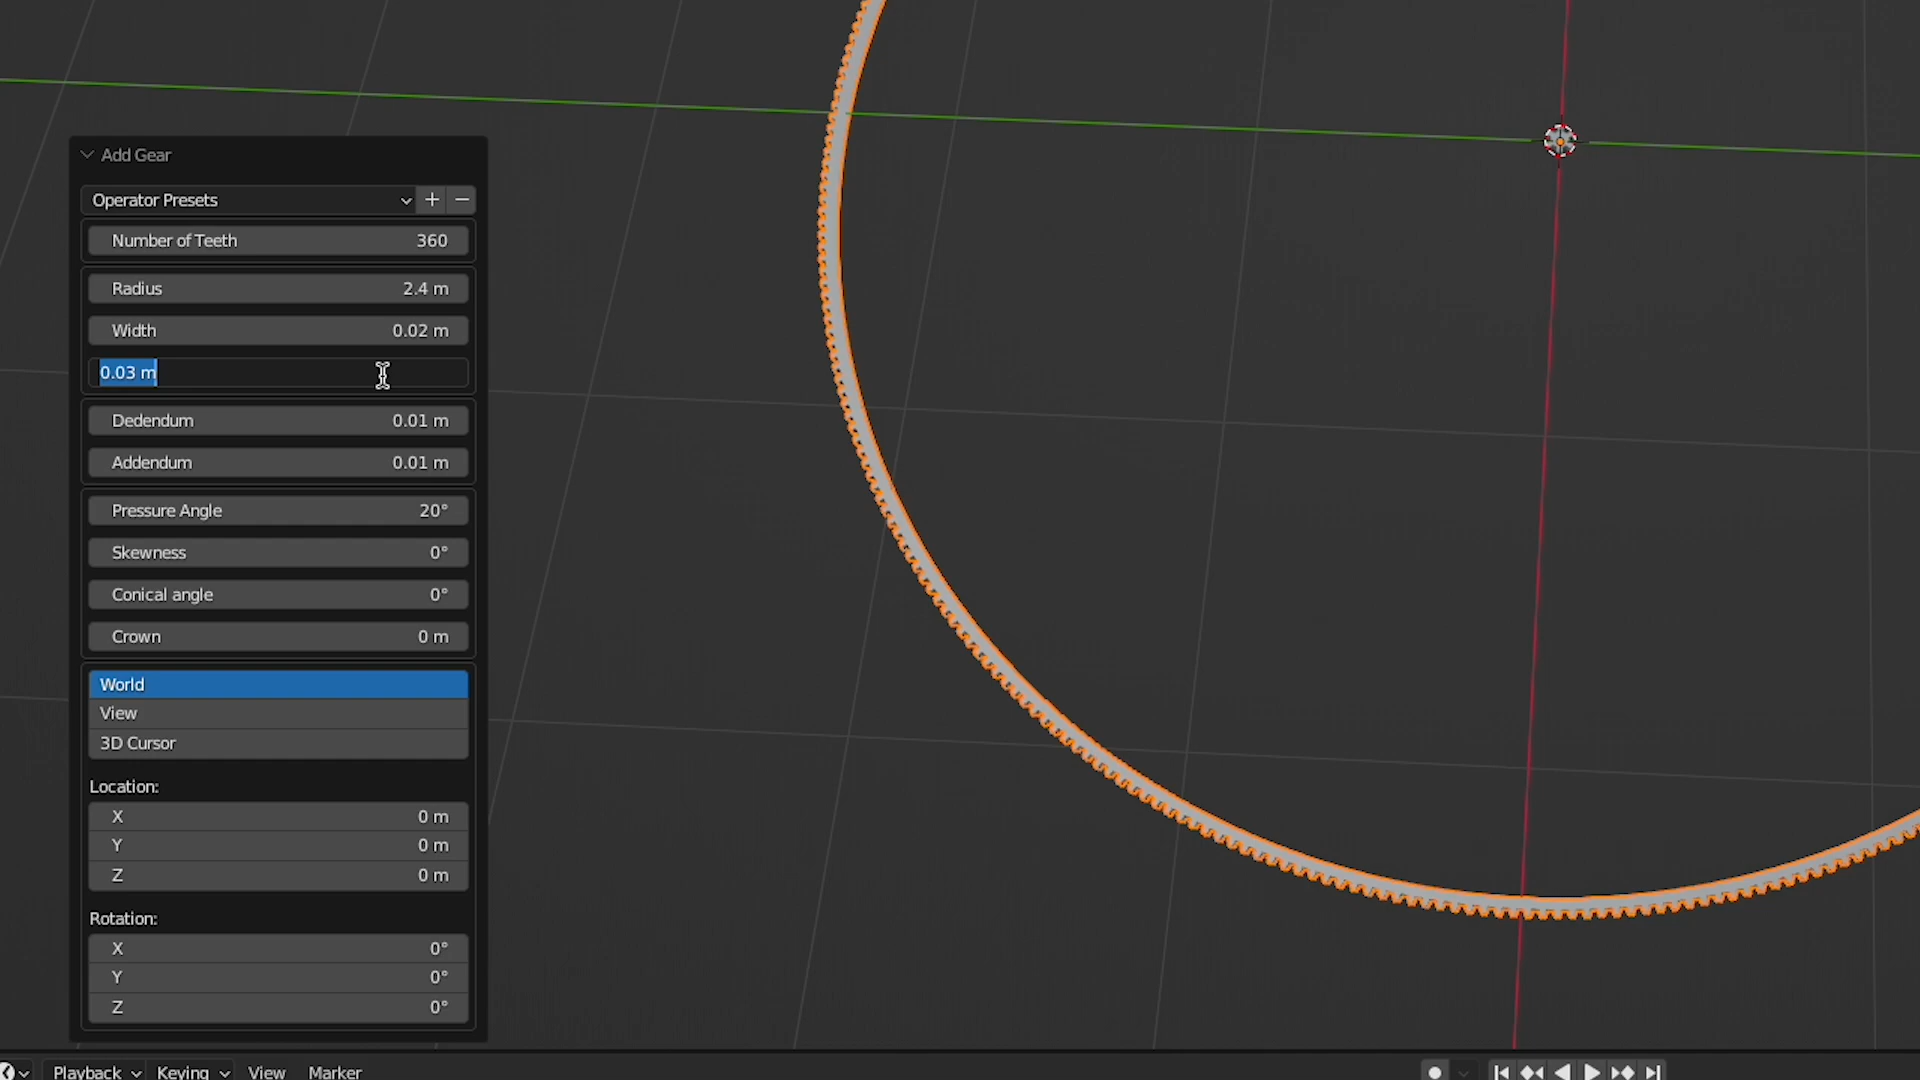 Add Gear
Operator Presets
Number of Teeth 360
Radius 2.4 m
Width 0.02 m
0.03 m
Dedendum 0.01 m
Addendum 0.01 m
Pressure Angle 20°
Skewness 0°
Conical angle 0°
Crown 0 m
World
View
3D Cursor
Location:
X 0 m
Y 0 m
Z 0 m
Rotation:
X 0°
Y 0°
Z 0°
Playback Keying View Marker